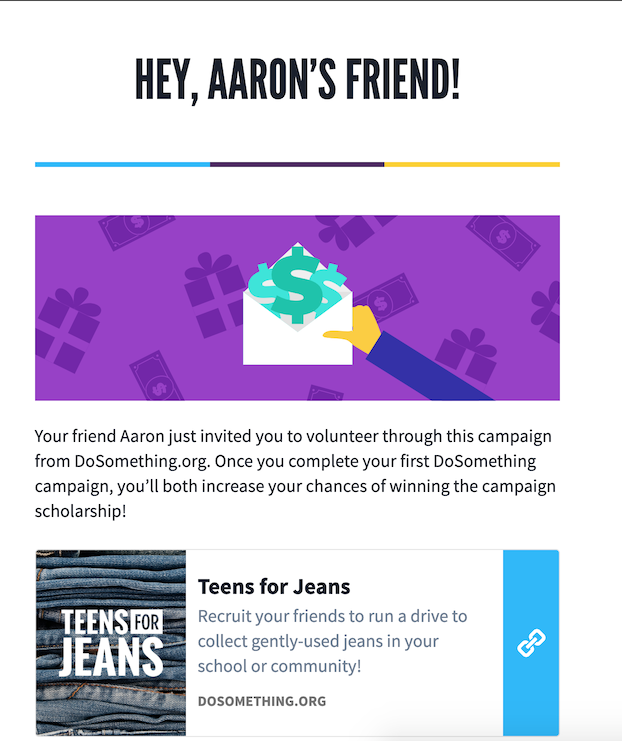 HEY, AARON'S FRIEND!
Your friend Aaron just invited you to volunteer through this campaign
from DoSomething.org. Once you complete your first DoSomething
campaign, you'll both increase your chances of winning the campaign
scholarship!
TEENS FOR
JEANS
Teens for Jeans
Recruit your friends to run a drive to
collect gently-used jeans in your
school or community!
DOSOMETHING.ORG